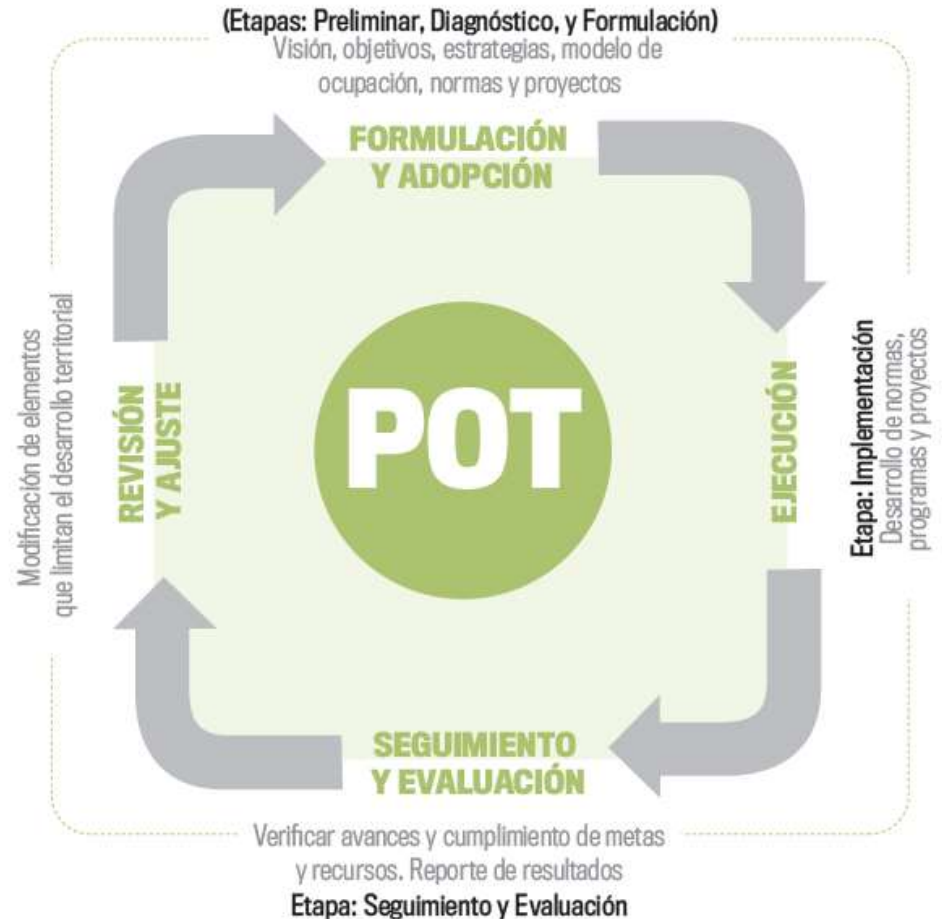 (Etapas: Preliminar, Diagnóstico, y Formulación)
Visión, objetivos, estrategias, modelo de
ocupación, normas y proyectos
FORMULACIÓN
Y ADOPCIÓN
Etapa: Implementación
Desarrollo de normas,
programas y proyectos
EJECUCIÓN
POT
REVISIÓN
Y AJUSTE
Modificación de elementos
que limitan el desarrollo territorial
SEGUIMIENTO
Y EVALUACIÓN
Verificar avances y cumplimiento de metas
y recursos. Reporte de resultados
Etapa: Seguimiento y Evaluación